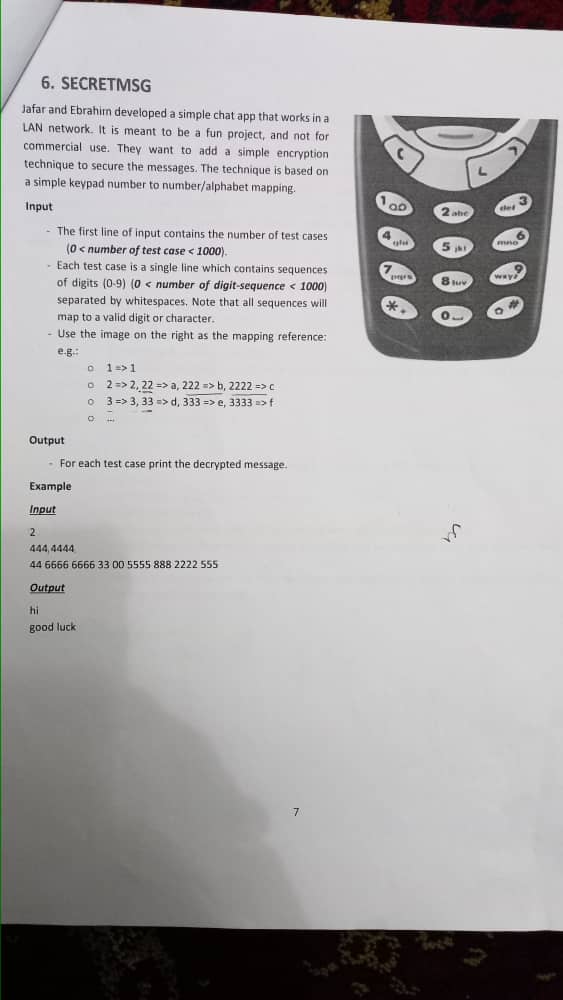 6. SECRETMSG
Jafar and Ebrahim developed a simple chat app that works in a
LAN network. It is meant to be a fun project, and not for
commercial use. They want to add a simple encryption
technique to secure the messages. The technique is based on
a simple keypad number to number/alphabet mapping.
Input
- The first line of input contains the number of test cases
(0 < number of test case < 1000).
- Each test case is a single line which contains sequences
of digits (0-9) (0 < number of digit-sequence < 1000)
separated by whitespaces. Note that all sequences will
map to a valid digit or character.
- Use the image on the right as the mapping reference:
e.g.:
o 1 => 1
o 2 => 2, 22 => a, 222 => b, 2222 => c
o 3 => 3, 33 => d, 333 => e, 3333 => f
o ...
C
1
2 abc
def 3
4 ghi
5 jkl
6 mno
7 pqrs
8 tuv
9 wxyz
* +
0
#
Output
- For each test case print the decrypted message.
Example
Input
2
444 4444
44 6666 6666 33 00 5555 888 2222 555
Output
hi
good luck
7